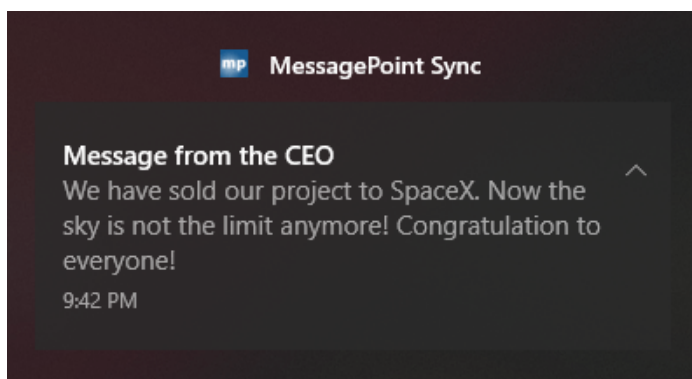 mp MessagePoint Sync
Message from the CEO
We have sold our project to SpaceX. Now the
sky is not the limit anymore! Congratulation to
everyone!
9:42 PM